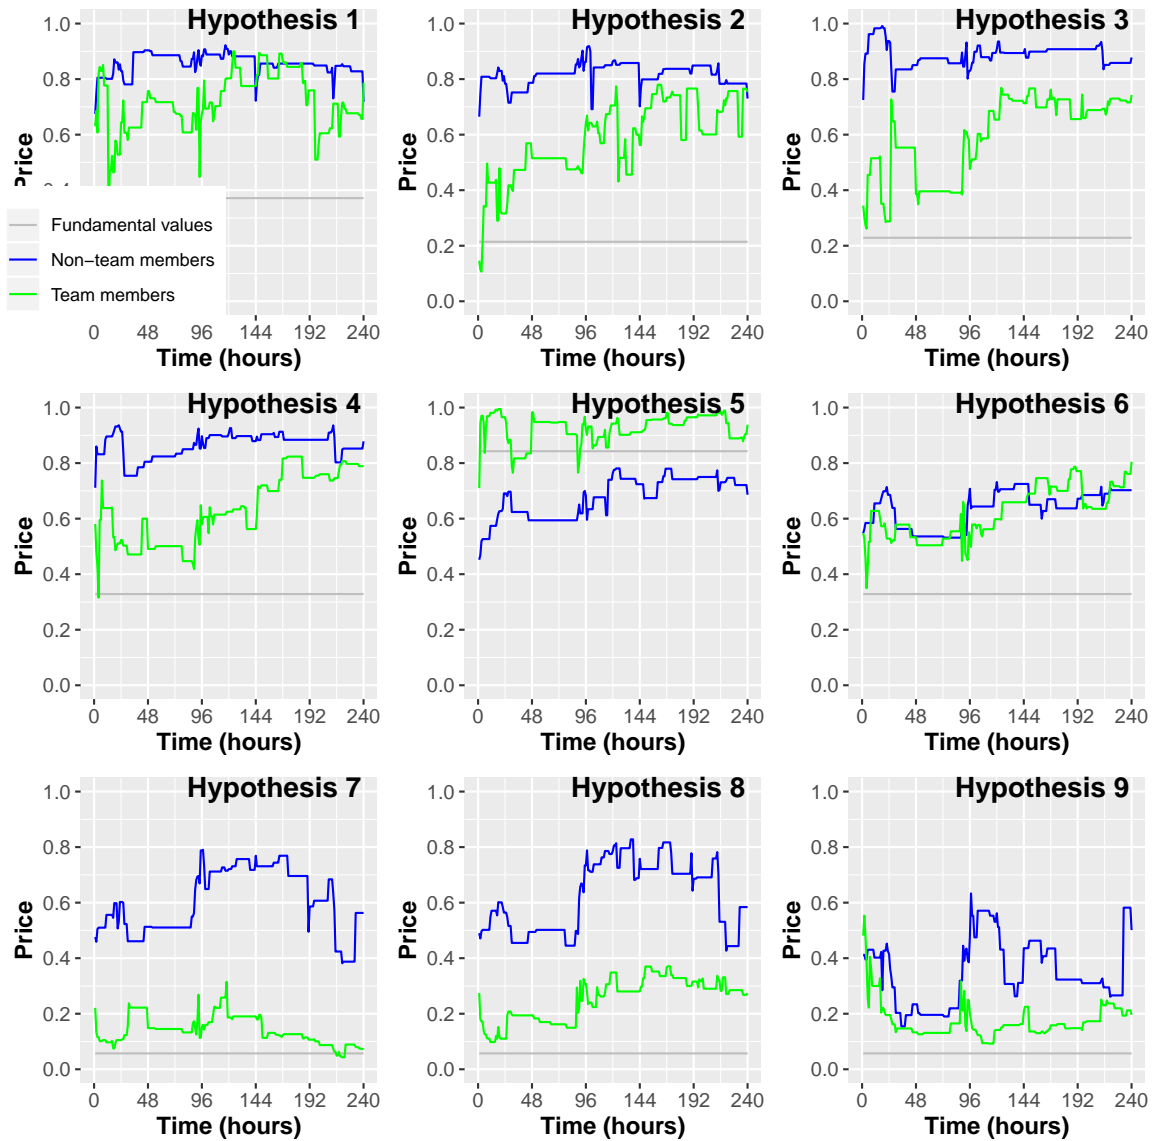 Hypothesis 1
Hypothesis 2
Hypothesis 3
1.0
0.8
0.6
Price
1.0
0.8
0.6
0.4
0.2
0.0
Price
1.0
0.8
0.6
0.4
0.2
0.0
Price
Fundamental values
Non−team members
Team members
0 48 96 144 192 240
0 48 96 144 192 240
0 48 96 144 192 240
Time (hours)
Time (hours)
Time (hours)
Hypothesis 4
Hypothesis 5
Hypothesis 6
1.0
0.8
0.6
0.4
0.2
0.0
Price
1.0
0.8
0.6
0.4
0.2
0.0
Price
1.0
0.8
0.6
0.4
0.2
0.0
Price
0 48 96 144 192 240
0 48 96 144 192 240
0 48 96 144 192 240
Time (hours)
Time (hours)
Time (hours)
Hypothesis 7
Hypothesis 8
Hypothesis 9
1.0
0.8
0.6
0.4
0.2
0.0
Price
1.0
0.8
0.6
0.4
0.2
0.0
Price
1.0
0.8
0.6
0.4
0.2
0.0
Price
0 48 96 144 192 240
0 48 96 144 192 240
0 48 96 144 192 240
Time (hours)
Time (hours)
Time (hours)